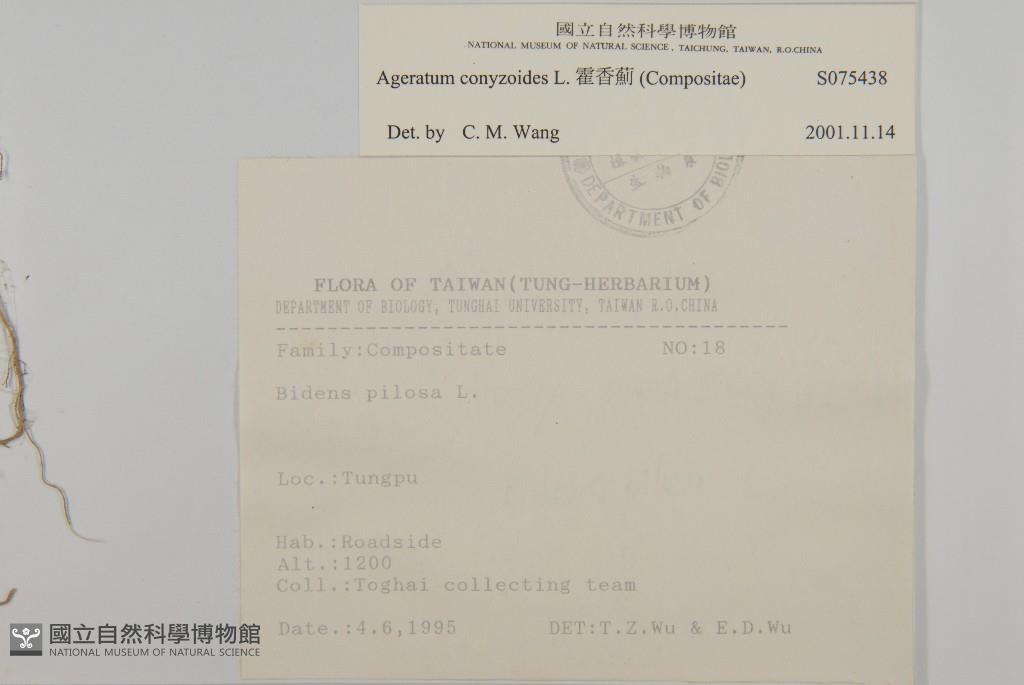 國立自然科學博物館
NATIONAL MUSEUM OF NATURAL SCIENCE, TAICHUNG, TAIWAN, R.O.CHINA
Ageratum conyzoides L. 霍香薊 (Compositae) S075438
Det. by C. M. Wang 2001.11.14
DEPARTMENT OF BIOL
FLORA OF TAIWAN(TUNG-HERBARIUM)
DEPARTMENT OF BIOLOGY, TUNGHAI UNIVERSITY, TAIWAN R.O.CHINA
Family:Compositate NO:18
Bidens pilosa L.
Loc.:Tungpu
Hab.:Roadside
Alt.:1200
Coll.:Toghai collecting team
Date.:4.6,1995 DET:T.Z.Wu & E.D.Wu
國立自然科學博物館
NATIONAL MUSEUM OF NATURAL SCIENCE